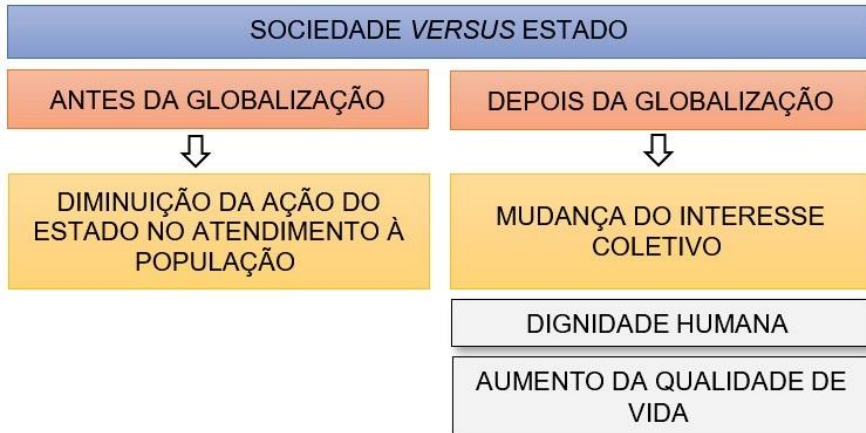 SOCIEDADE VERSUS ESTADO
ANTES DA GLOBALIZAÇÃO
DIMINUIÇÃO DA AÇÃO DO
ESTADO NO ATENDIMENTO À
POPULAÇÃO
DEPOIS DA GLOBALIZAÇÃO
MUDANÇA DO INTERESSE
COLETIVO
DIGNIDADE HUMANA
AUMENTO DA QUALIDADE DE
VIDA